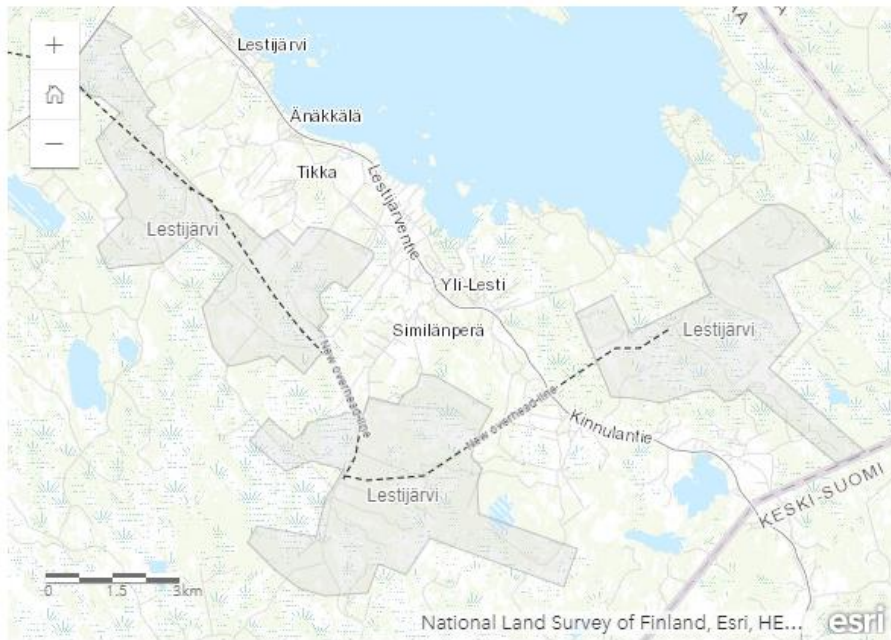 +
−
Lestijärvi
Änäkkälä
Tikka
Lestijärventie
Lestijärvi
Yli-Lesti
Similänperä
Lestijärvi
New overhead-line
New overhead-line
Kinnulantie
Lestijärvi
KESKI-SUOMI
0 1.5 3km
National Land Survey of Finland, Esri, HE...
esri